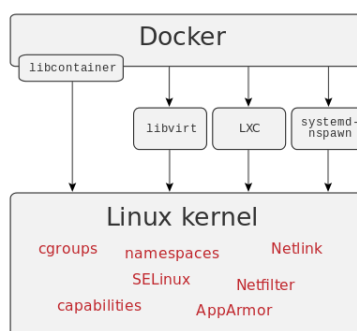 Docker
libcontainer
libvirt
LXC
systemd-
nspawn
Linux kernel
cgroups
namespaces
Netlink
SELinux
Netfilter
capabilities
AppArmor